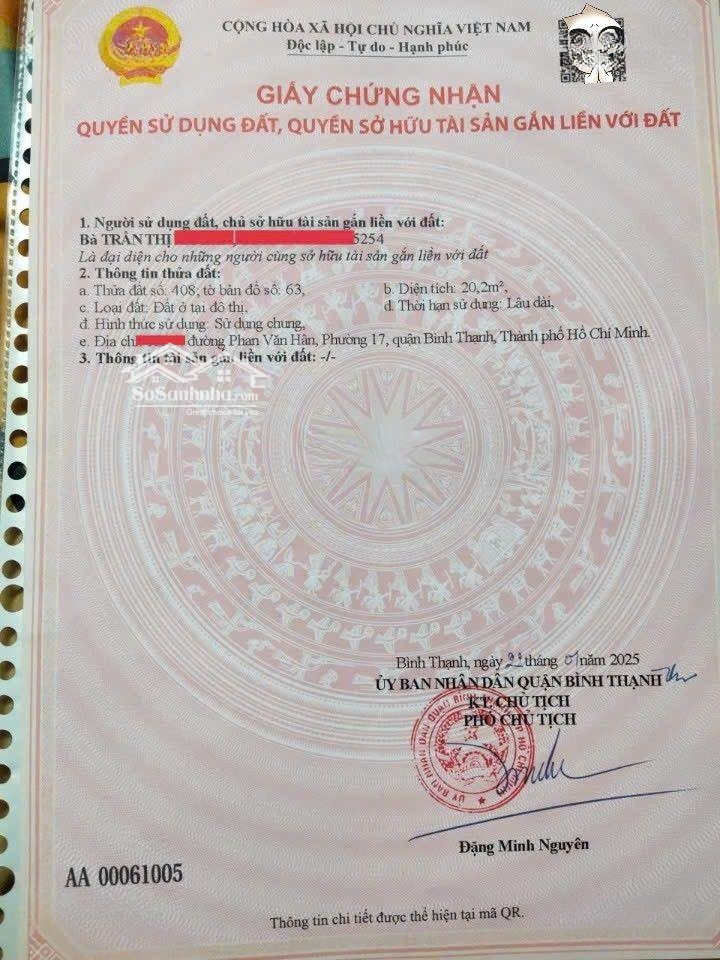 CỘNG HÒA XÃ HỘI CHỦ NGHĨA VIỆT NAM
Độc lập - Tự do - Hạnh phúc
GIẤY CHỨNG NHẬN
QUYỀN SỬ DỤNG ĐẤT, QUYỀN SỞ HỮU TÀI SẢN GẮN LIỀN VỚI ĐẤT
1. Người sử dụng đất, chủ sở hữu tài sản gắn liền với đất:
Bà TRẦN THỊ 5254
Là đại diện cho những người cùng sở hữu tài sản gắn liền với đất
2. Thông tin thửa đất:
a. Thửa đất số: 408; tờ bản đồ số: 63, b. Diện tích: 20,2m²,
c. Loại đất: Đất ở tại đô thị, d. Thời hạn sử dụng: Lâu dài,
đ. Hình thức sử dụng: Sử dụng chung,
e. Địa chỉ đường Phan Văn Hân, Phường 17, quận Bình Thạnh, Thành phố Hồ Chí Minh.
3. Thông tin tài sản gắn liền với đất: -/-
SoSanhnha.com
Bình Thạnh, ngày 22 tháng 01 năm 2025
ỦY BAN NHÂN DÂN QUẬN BÌNH THẠNH
KT. CHỦ TỊCH
PHÓ CHỦ TỊCH
Đặng Minh Nguyên
AA 00061005
Thông tin chi tiết được thể hiện tại mã QR.